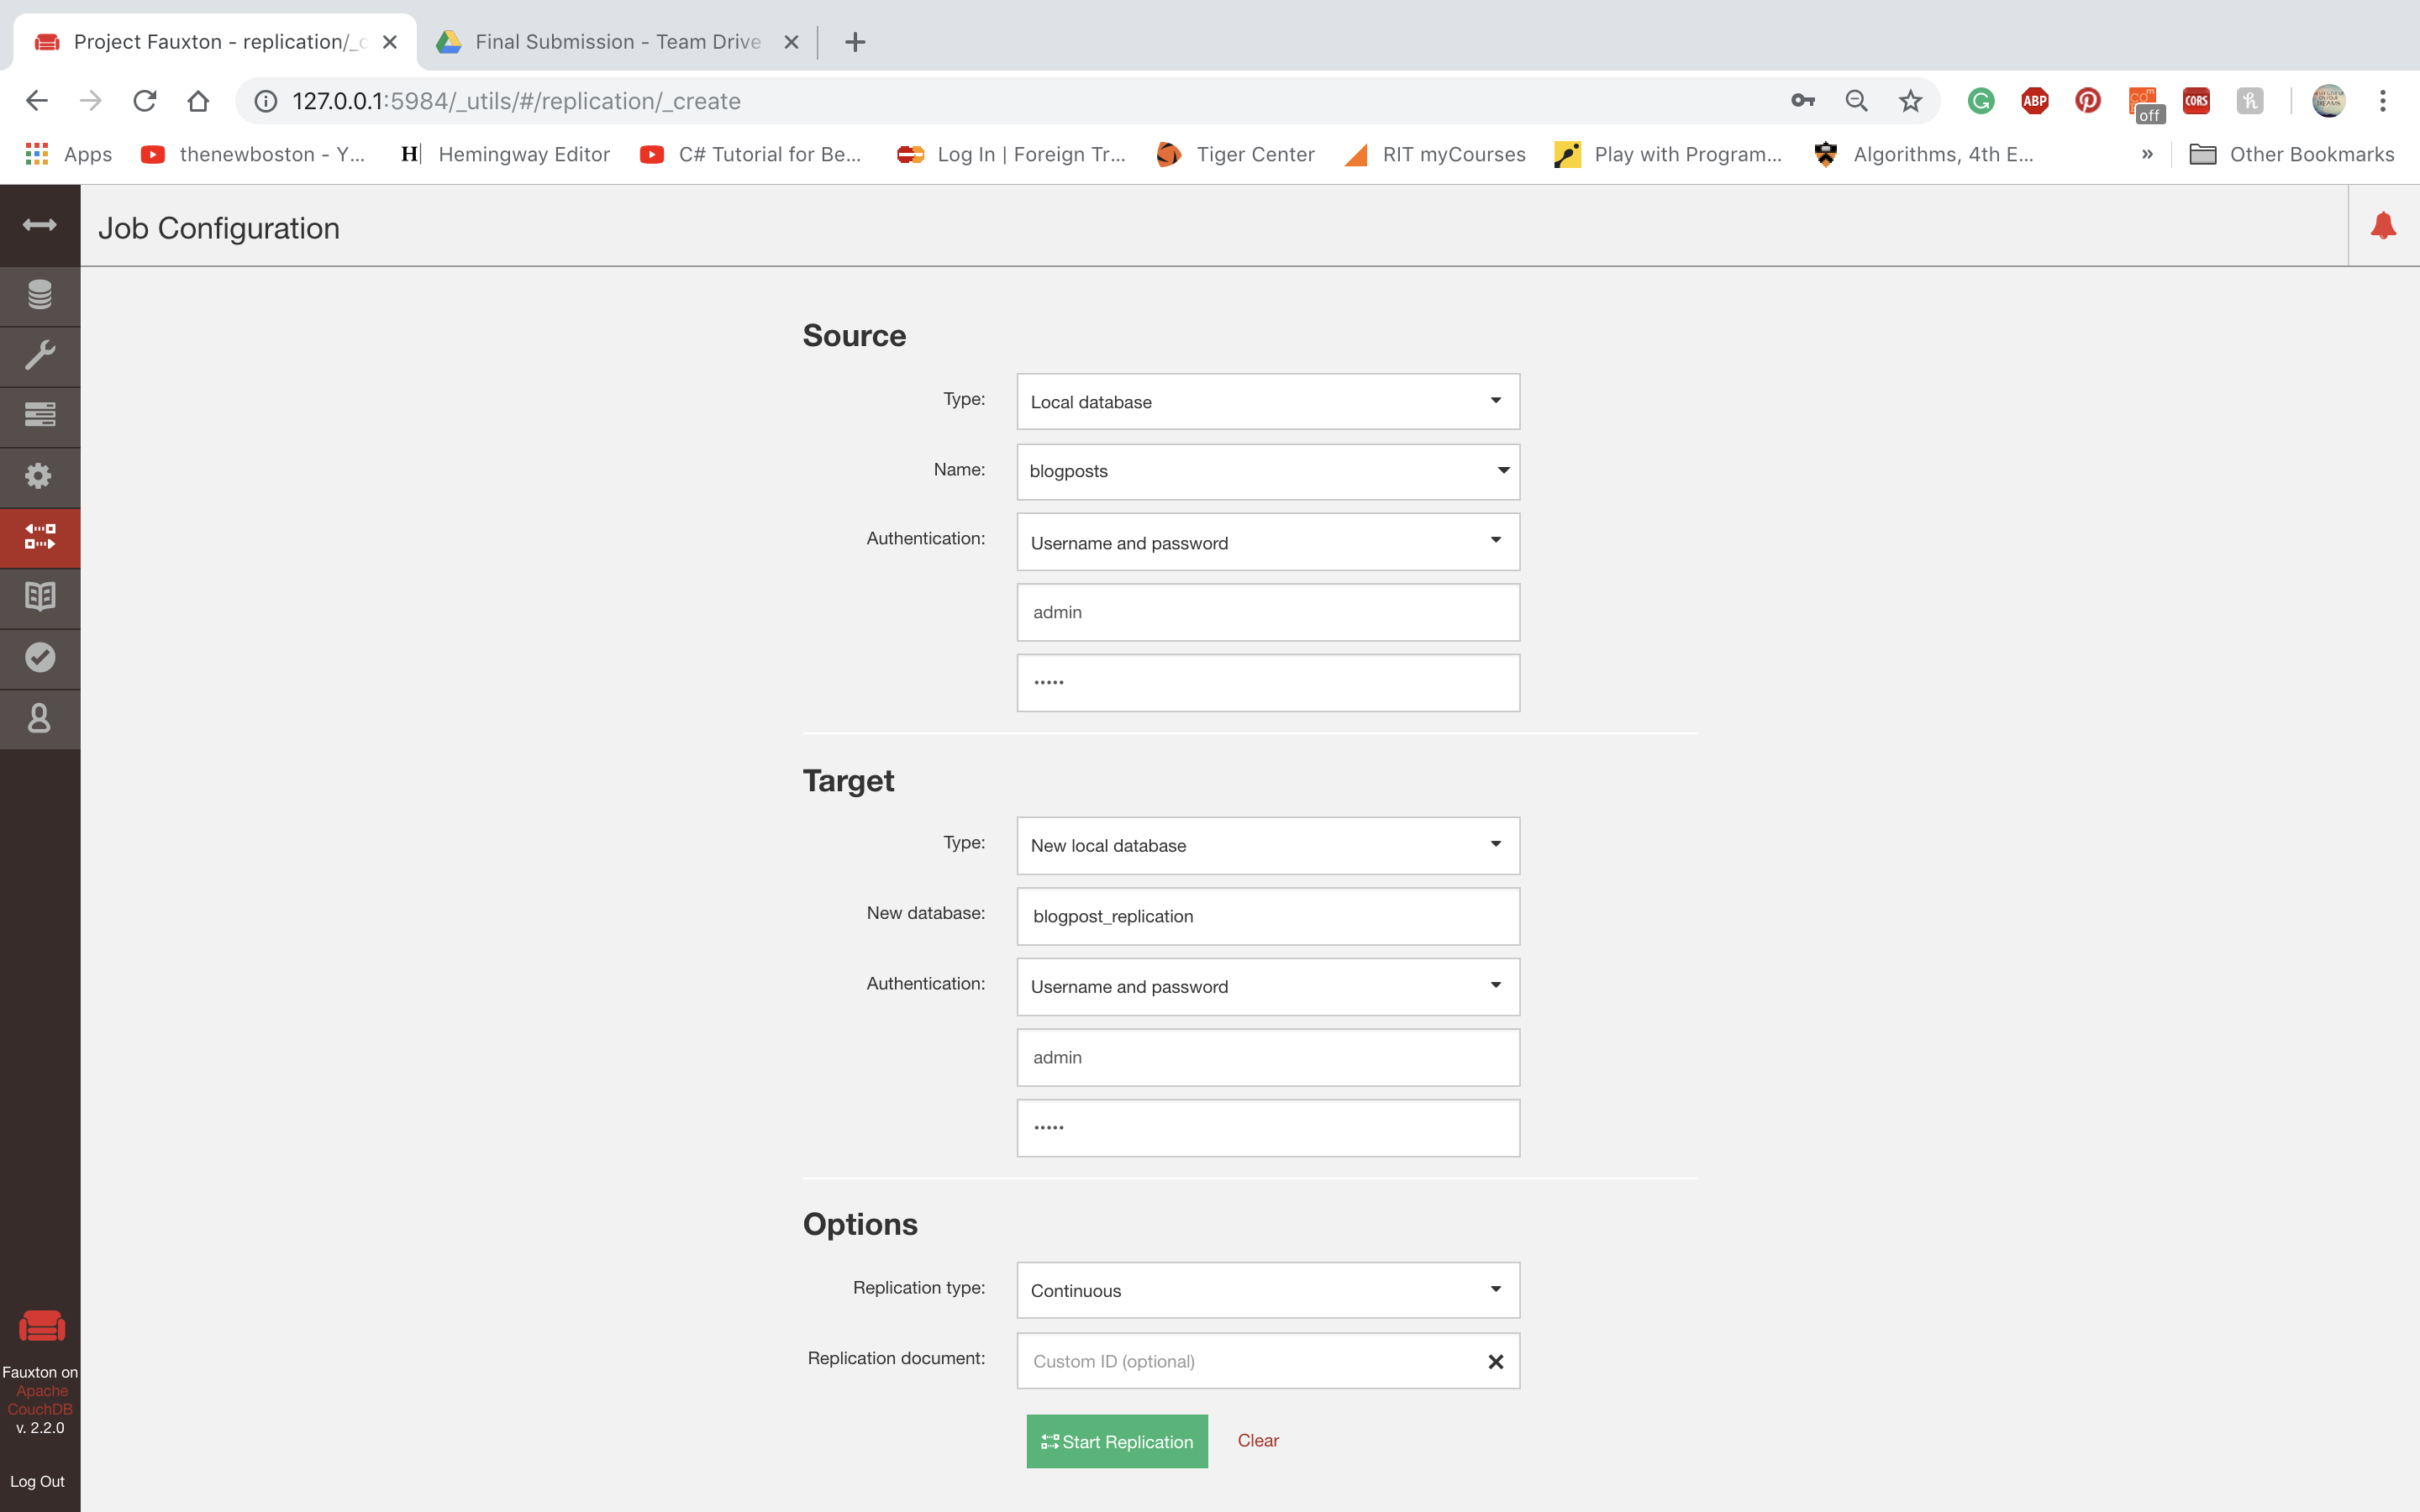 Project Fauxton - replication/_c
Final Submission - Team Drive
127.0.0.1:5984/_utils/#/replication/_create
ABP
off
CORS
Apps
thenewboston - Y...
H
Hemingway Editor
C# Tutorial for Be...
Log In | Foreign Tr...
Tiger Center
RIT myCourses
Play with Program...
Algorithms, 4th E...
»
Other Bookmarks
Job Configuration
Source
Type:
Local database
Name:
blogposts
Authentication:
Username and password
admin
•••••
Target
Type:
New local database
New database:
blogpost_replication
Authentication:
Username and password
admin
•••••
Options
Replication type:
Continuous
Replication document:
Custom ID (optional)
Start Replication
Clear
Fauxton on
Apache
CouchDB
v. 2.2.0
Log Out